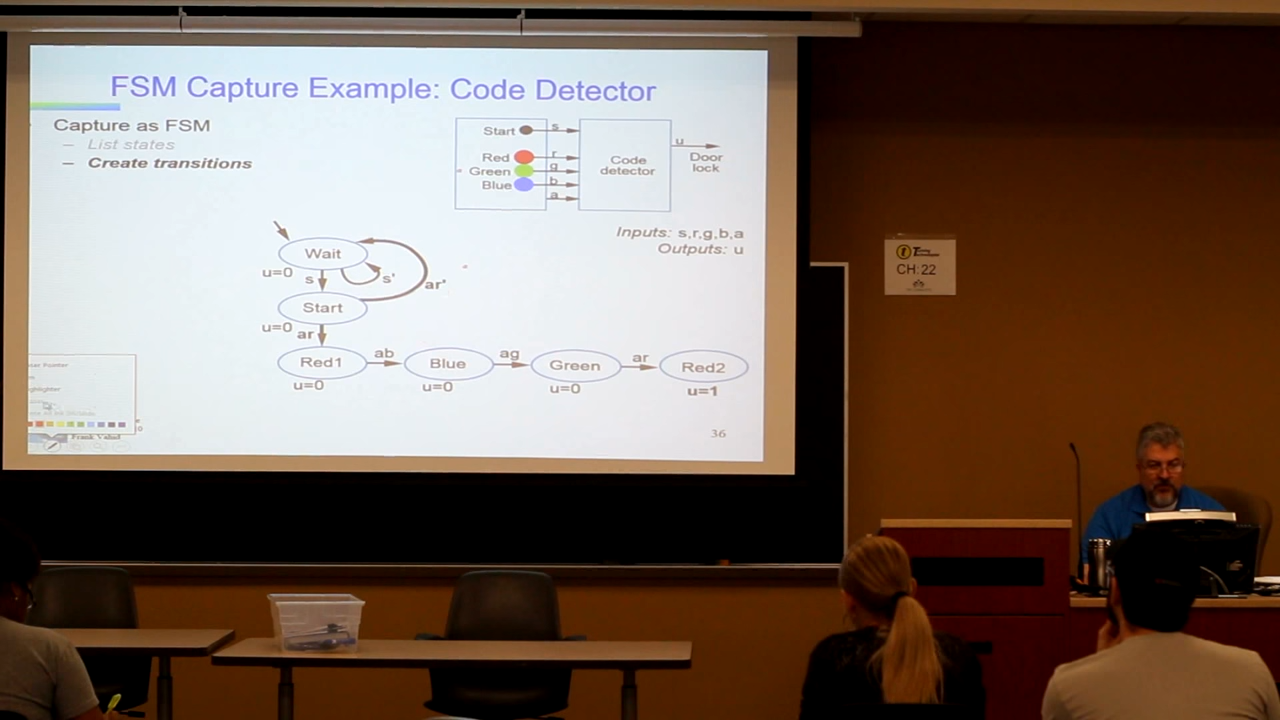 FSM Capture Example: Code Detector
Capture as FSM
– List states
– Create transitions
Start
s
Red
r
Green
g
Blue
b
a
Code
detector
u
Door
lock
Inputs: s,r,g,b,a
Outputs: u
Wait
u=0
s
s'
ar'
Start
u=0
ar
Red1
ab
Blue
ag
Green
ar
Red2
u=0
u=0
u=0
u=1
36
Frank Vahid
CH: 22